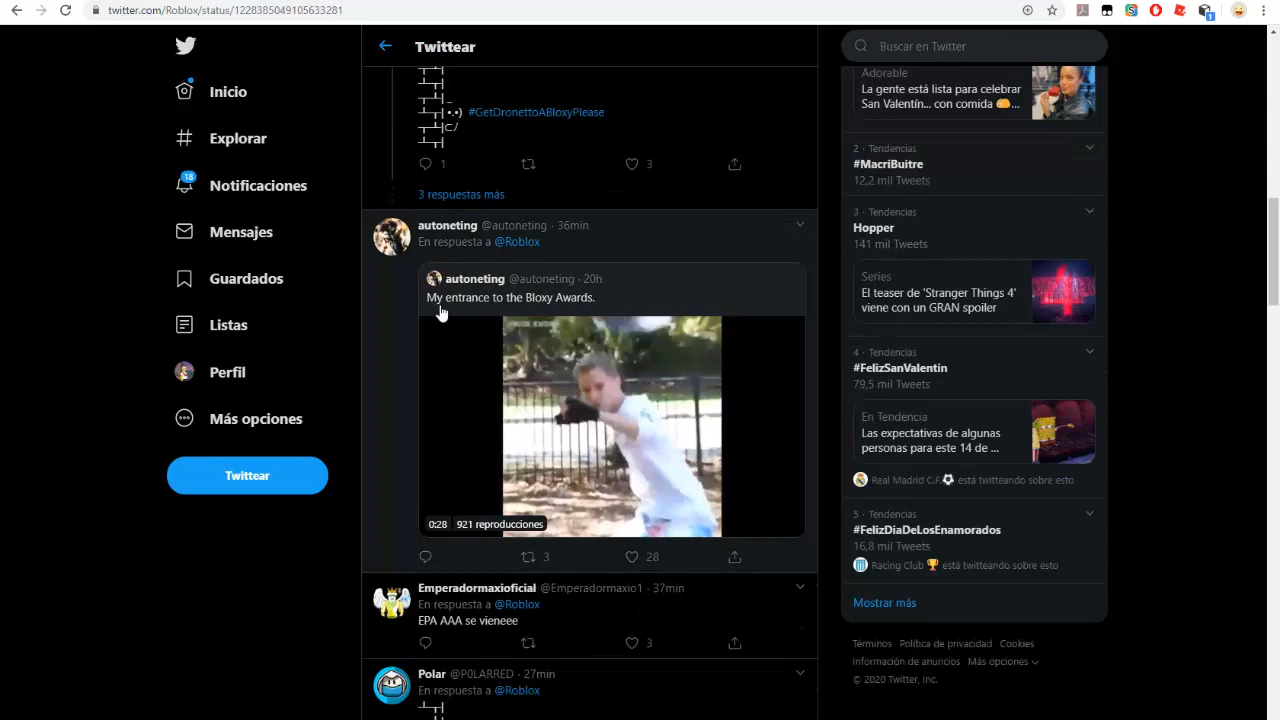 twitter.com/Roblox/status/1228385049105633281
Inicio
Explorar
18
Notificaciones
Mensajes
Guardados
Listas
Perfil
Más opciones
Twittear
Twittear
┴┬┤
┬┴┤
┴┬┤
┬┴┤_
┴┬┤•.•) #GetDronettoABloxyPlease
┬┴┤⊂/
┴┬┤
1
3
3 respuestas más
autoneting @autoneting · 36min
En respuesta a @Roblox
autoneting @autoneting · 20h
My entrance to the Bloxy Awards.
0:28 921 reproducciones
3
28
Emperadormaxioficial @Emperadormaxio1 · 37min
En respuesta a @Roblox
EPA AAA se vieneee
3
Polar @P0LARRED · 27min
En respuesta a @Roblox
Buscar en Twitter
Adorable
La gente está lista para celebrar
San Valentín... con comida 🌮...
2 · Tendencias
#MacriBuitre
12,2 mil Tweets
3 · Tendencias
Hopper
141 mil Tweets
Series
El teaser de 'Stranger Things 4'
viene con un GRAN spoiler
4 · Tendencias
#FelizSanValentin
79,5 mil Tweets
En Tendencia
Las expectativas de algunas
personas para este 14 de ...
Real Madrid C.F.⚽ está twitteando sobre esto
5 · Tendencias
#FelizDiaDeLosEnamorados
16,8 mil Tweets
Racing Club 🏆 está twitteando sobre esto
Mostrar más
Términos Política de privacidad Cookies
Información de anuncios Más opciones
© 2020 Twitter, Inc.